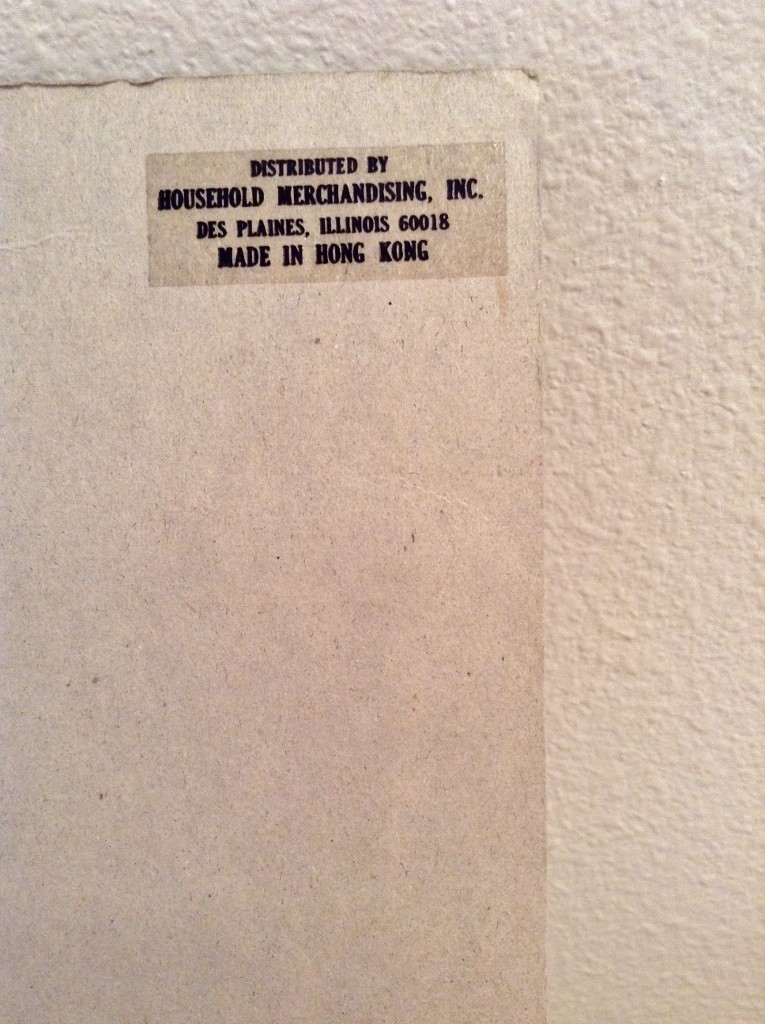 DISTRIBUTED BY
HOUSEHOLD MERCHANDISING, INC.
DES PLAINES, ILLINOIS 60018
MADE IN HONG KONG